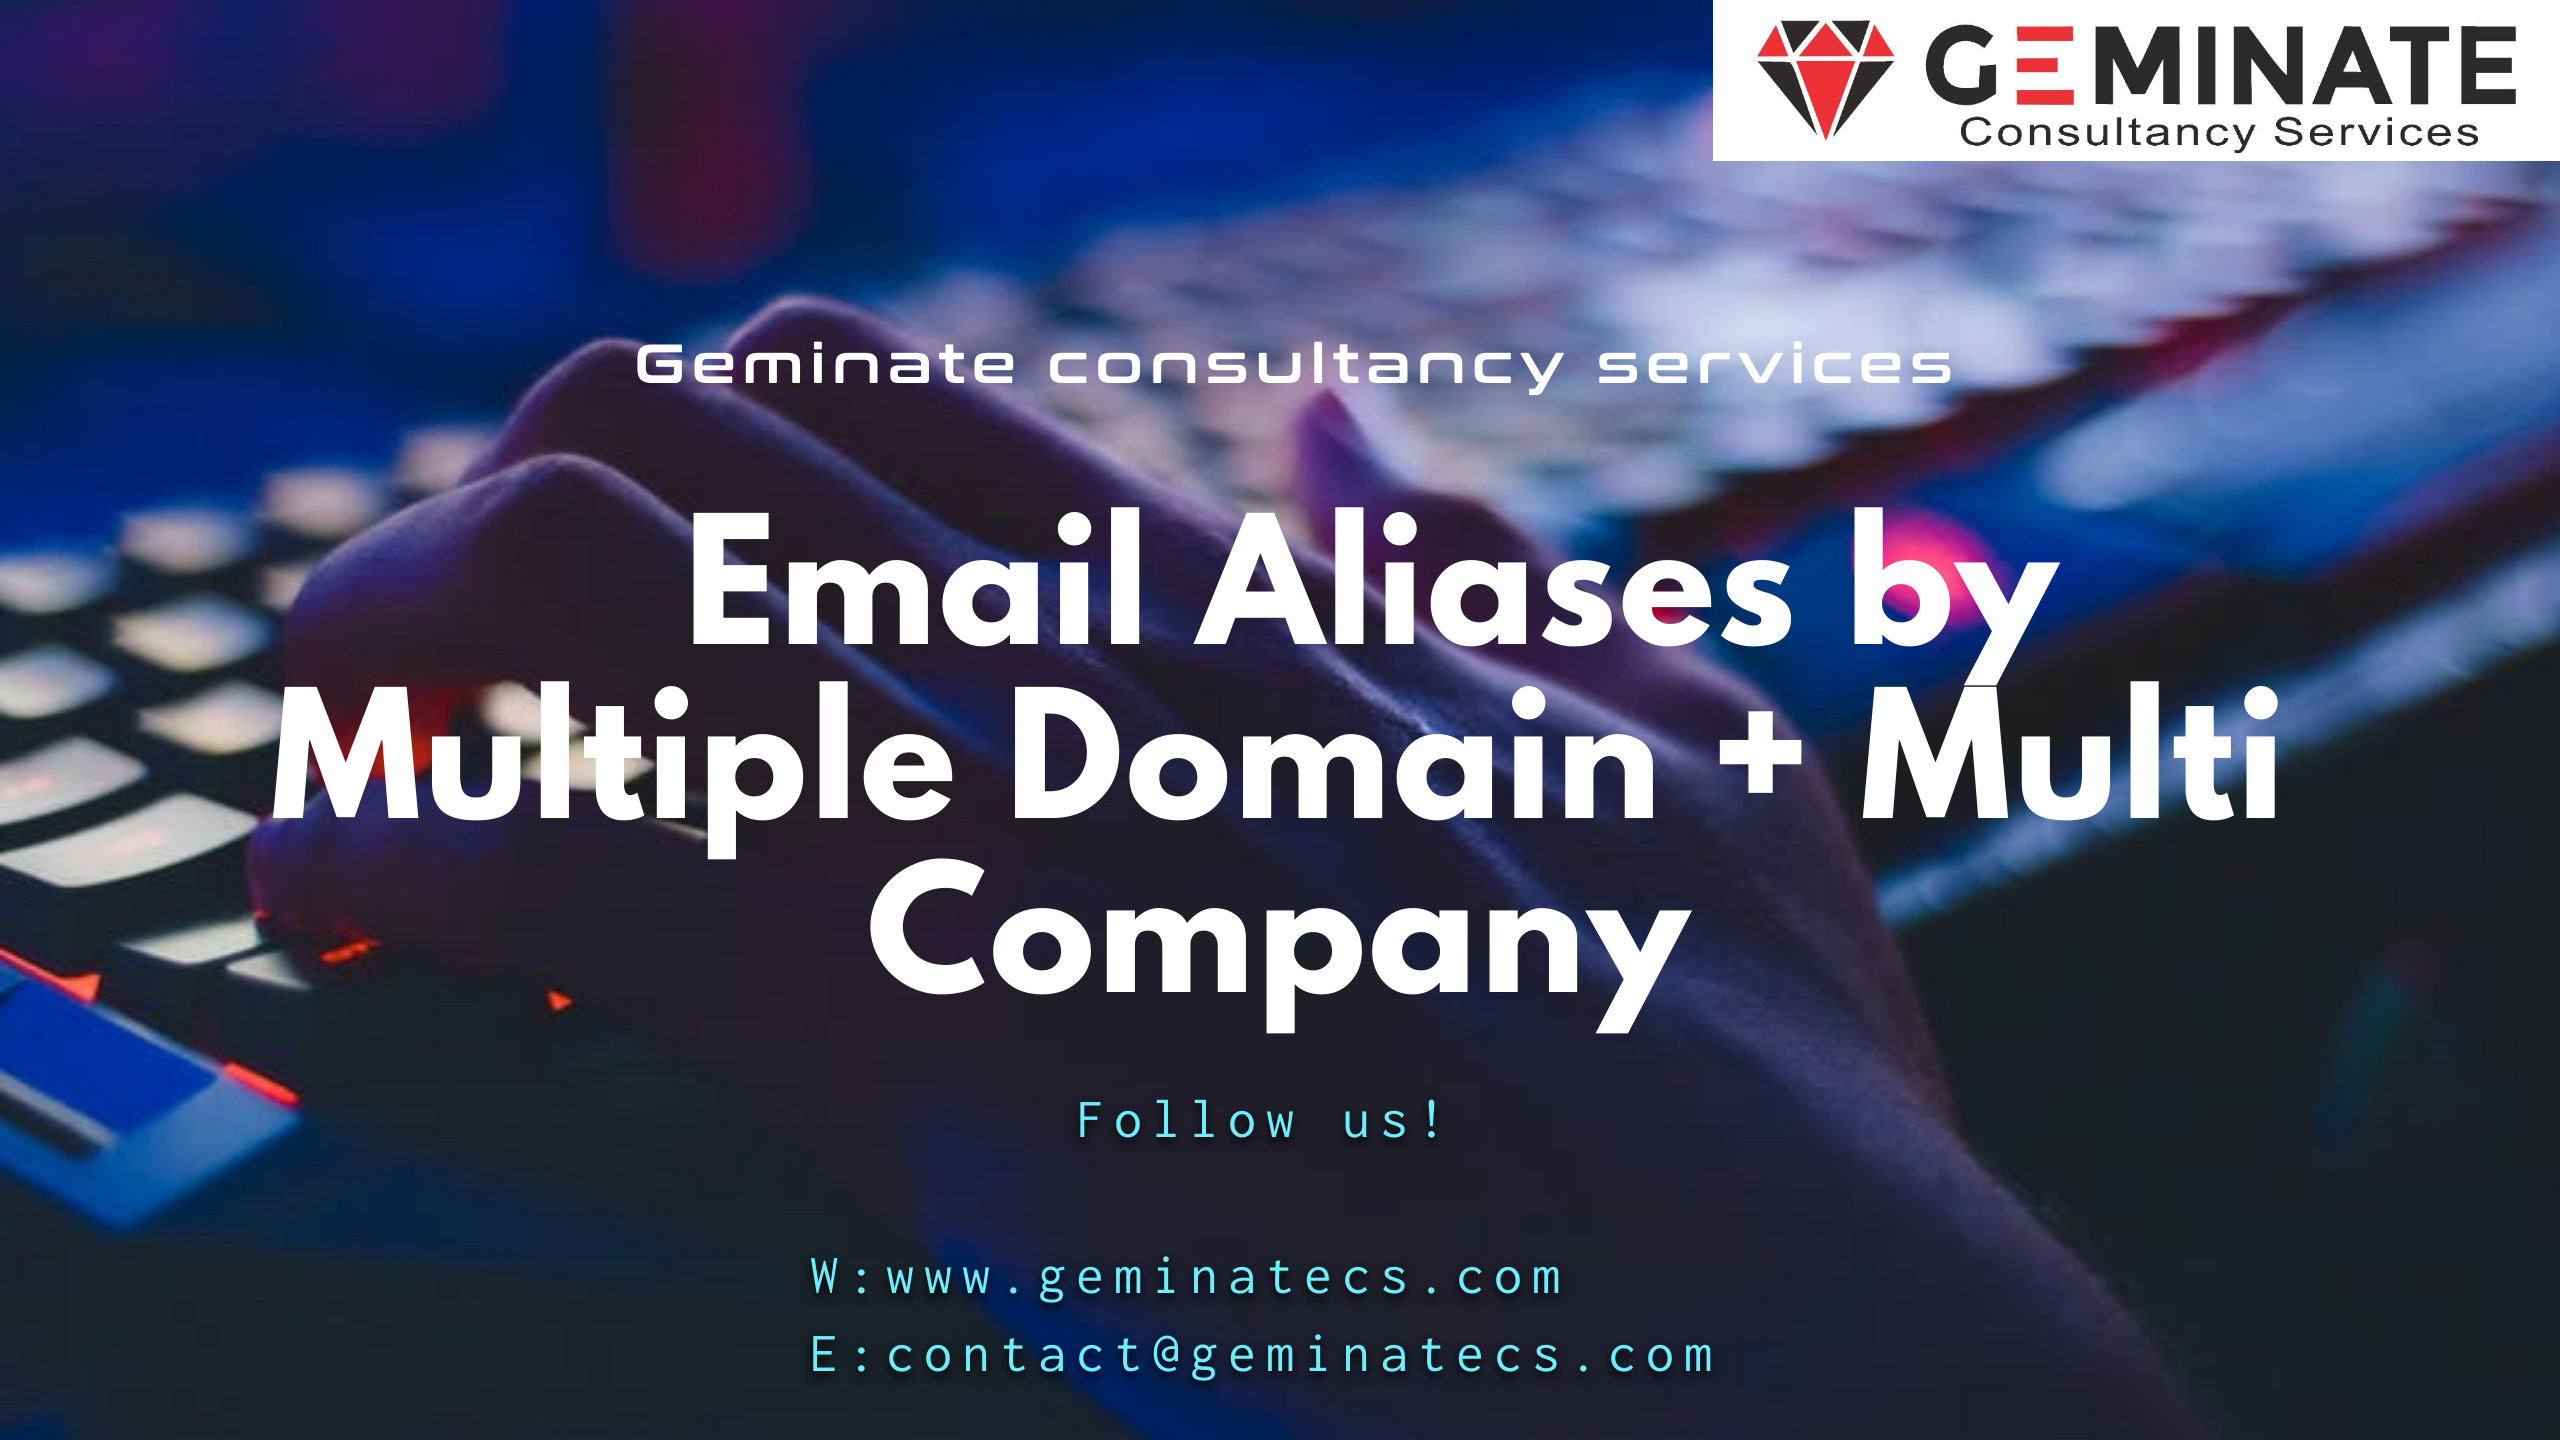 GEMINATE
Consultancy Services
Geminate consultancy services
Email Aliases by
Multiple Domain + Multi
Company
Follow us!
W:www.geminatecs.com
E:contact@geminatecs.com